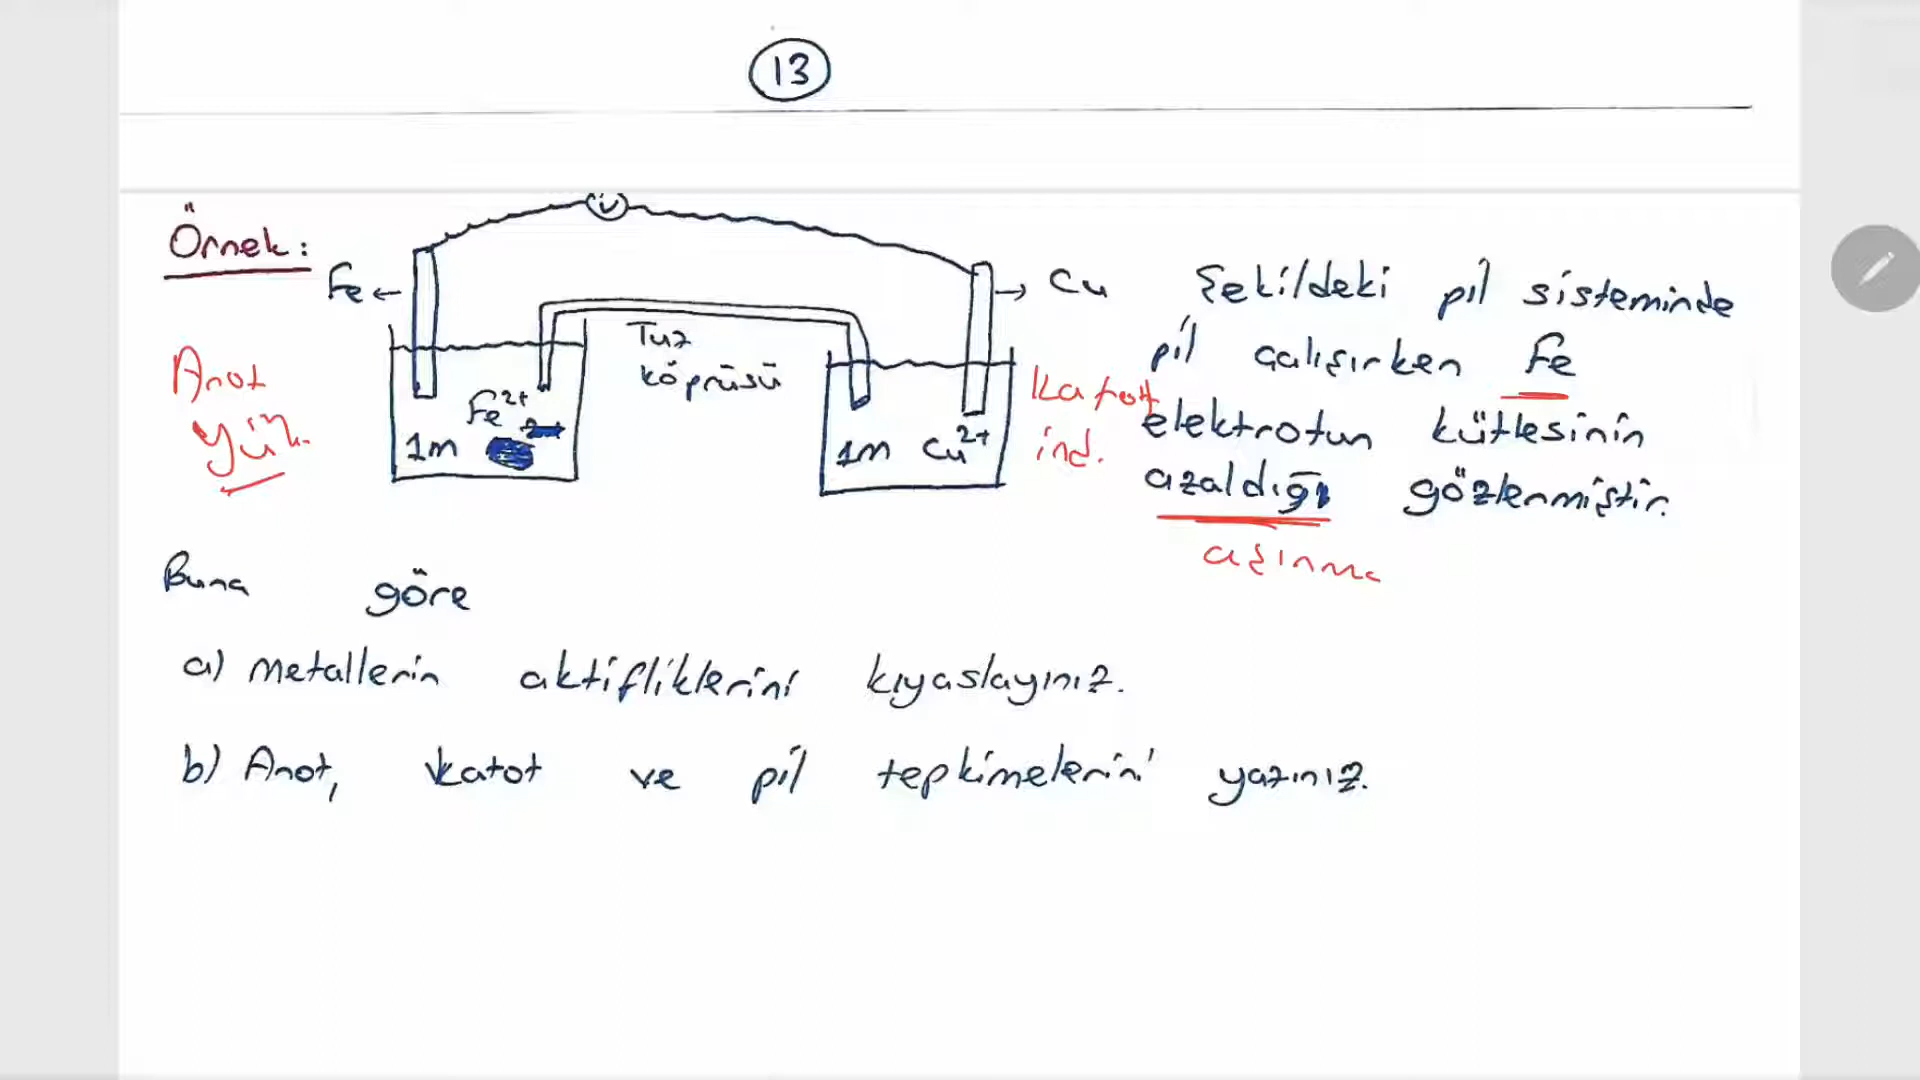 13
Örnek:
Fe
V
Cu
Tuz
köprüsü
Anot
yük.
Fe2+
1m
1m Cu2+
Katot
ind.
Şekildeki pil sisteminde
pil çalışırken Fe
elektrotun kütlesinin
azaldığı gözlenmiştir.
aşınma
Buna göre
a) metallerin aktifliklerini kıyaslayınız.
b) Anot, katot ve pil tepkimelerini yazınız.